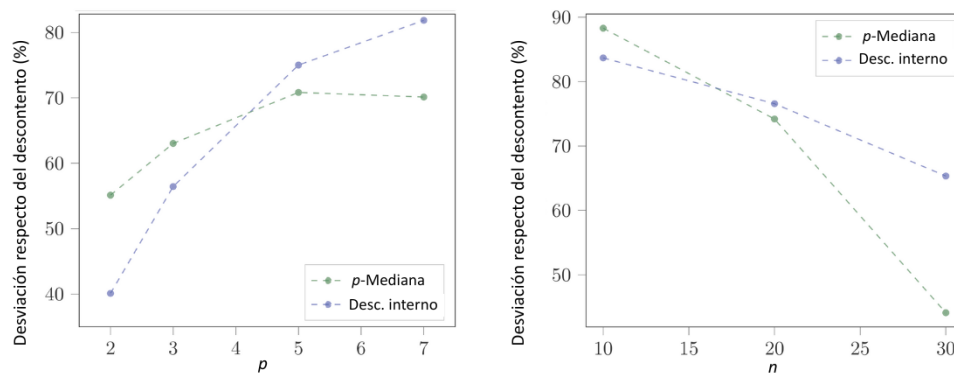 Desviación respecto del descontento (%)
80
70
60
50
40
2
3
4
5
6
7
p
p-Mediana
Desc. interno
Desviación respecto del descontento (%)
90
80
70
60
50
10
15
20
25
30
n
p-Mediana
Desc. interno